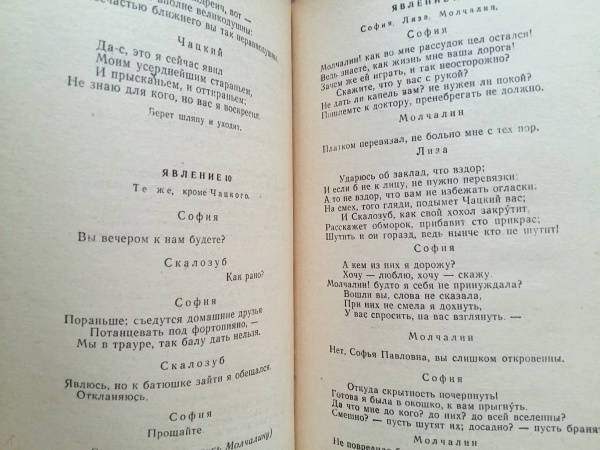 вот —
вполне великодушны:
несчастью ближнего вы так неравнодушны.
Чацкий
Да-с, это я сейчас явил
Моим усерднейшим стараньем,
И прысканьем, и оттираньем;
Не знаю для кого, но вас я воскресил.
Берет шляпу и уходит.
ЯВЛЕНИЕ 10
Те же, кроме Чацкого.
София
Вы вечером к нам будете?
Скалозуб
Как рано?
София
Пораньше; съедутся домашние друзья
Потанцевать под фортопияно, —
Мы в трауре, так балу дать нельзя.
Скалозуб
Явлюсь, но к батюшке зайти я обещался.
Откланяюсь.
София
Прощайте.
Молчалину)
ЯВЛЕНИЕ
София, Лиза, Молчалин.
София
Молчалин! как во мне рассудок цел остался!
Ведь знаете, как жизнь мне ваша дорога!
Зачем же ей играть, и так неосторожно?
Скажите, что у вас с рукой?
Не дать ли капель вам? не нужен ли покой?
Пошлемте к доктору, пренебрегать не должно.
Молчалин
Платком перевязал, не больно мне с тех пор.
Лиза
Ударюсь об заклад, что вздор;
И если б не к лицу, не нужно перевязки;
А то не вздор, что вам не избежать огласки:
На смех, того гляди, подымет Чацкий вас;
И Скалозуб, как свой хохол закру́тит,
Расскажет обморок, прибавит сто прикрас;
Шутить и он горазд, ведь нынче кто не шутит!
София
А кем из них я дорожу?
Хочу — люблю, хочу — скажу.
Молчалин! будто я себя не принуждала?
Вошли вы, слова не сказала,
При них не смела я дохнуть,
У вас спросить, на вас взглянуть. —
Молчалин
Нет, Софья Павловна, вы слишком откровенны.
София
Откуда скрытность почерпнуть!
Готова я была в окошко, к вам прыгну́ть.
Да что мне до кого? до них? до всей вселенны?
Смешно? — пусть шутят их; досадно? — пусть бранят
Молчалин
Не повредила б